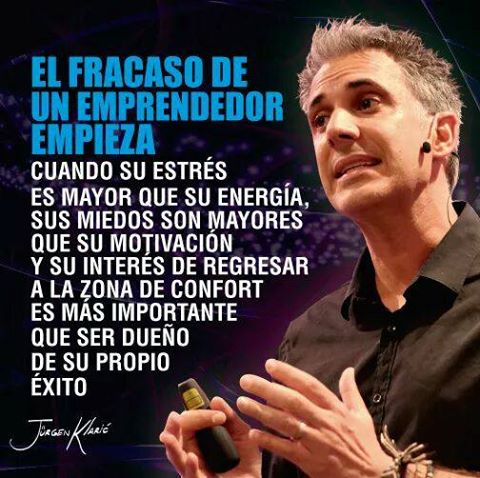 EL FRACASO DE
UN EMPRENDEDOR
EMPIEZA
CUANDO SU ESTRÉS
ES MAYOR QUE SU ENERGÍA,
SUS MIEDOS SON MAYORES
QUE SU MOTIVACIÓN
Y SU INTERÉS DE REGRESAR
A LA ZONA DE CONFORT
ES MÁS IMPORTANTE
QUE SER DUEÑO
DE SU PROPIO
ÉXITO
JÜRGEN KLARIĆ